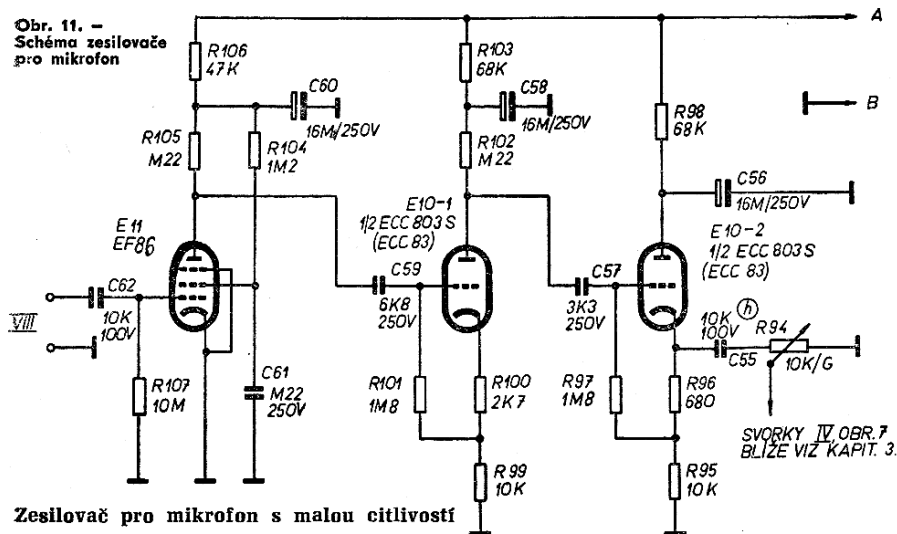 Obr. 11. –
Schéma zesilovače
pro mikrofon
A
B
R106
47K
C60
16M/250V
R105
M22
R104
1M2
R103
68K
C58
16M/250V
R102
M22
R98
68K
C56
16M/250V
E11
EF86
E10-1
1/2 ECC 803 S
(ECC 83)
E10-2
1/2 ECC 803 S
(ECC 83)
VIII
C62
10K
100V
C59
6K8
250V
C57
3K3
250V
10K
100V
h
C55
R94
10K/G
R107
10M
C61
M22
250V
R101
1M8
R100
2K7
R97
1M8
R96
680
R99
10K
R95
10K
SVORKY IV, OBR. 7
BLÍŽE VIZ KAPIT. 3.
Zesilovač pro mikrofon s malou citlivostí